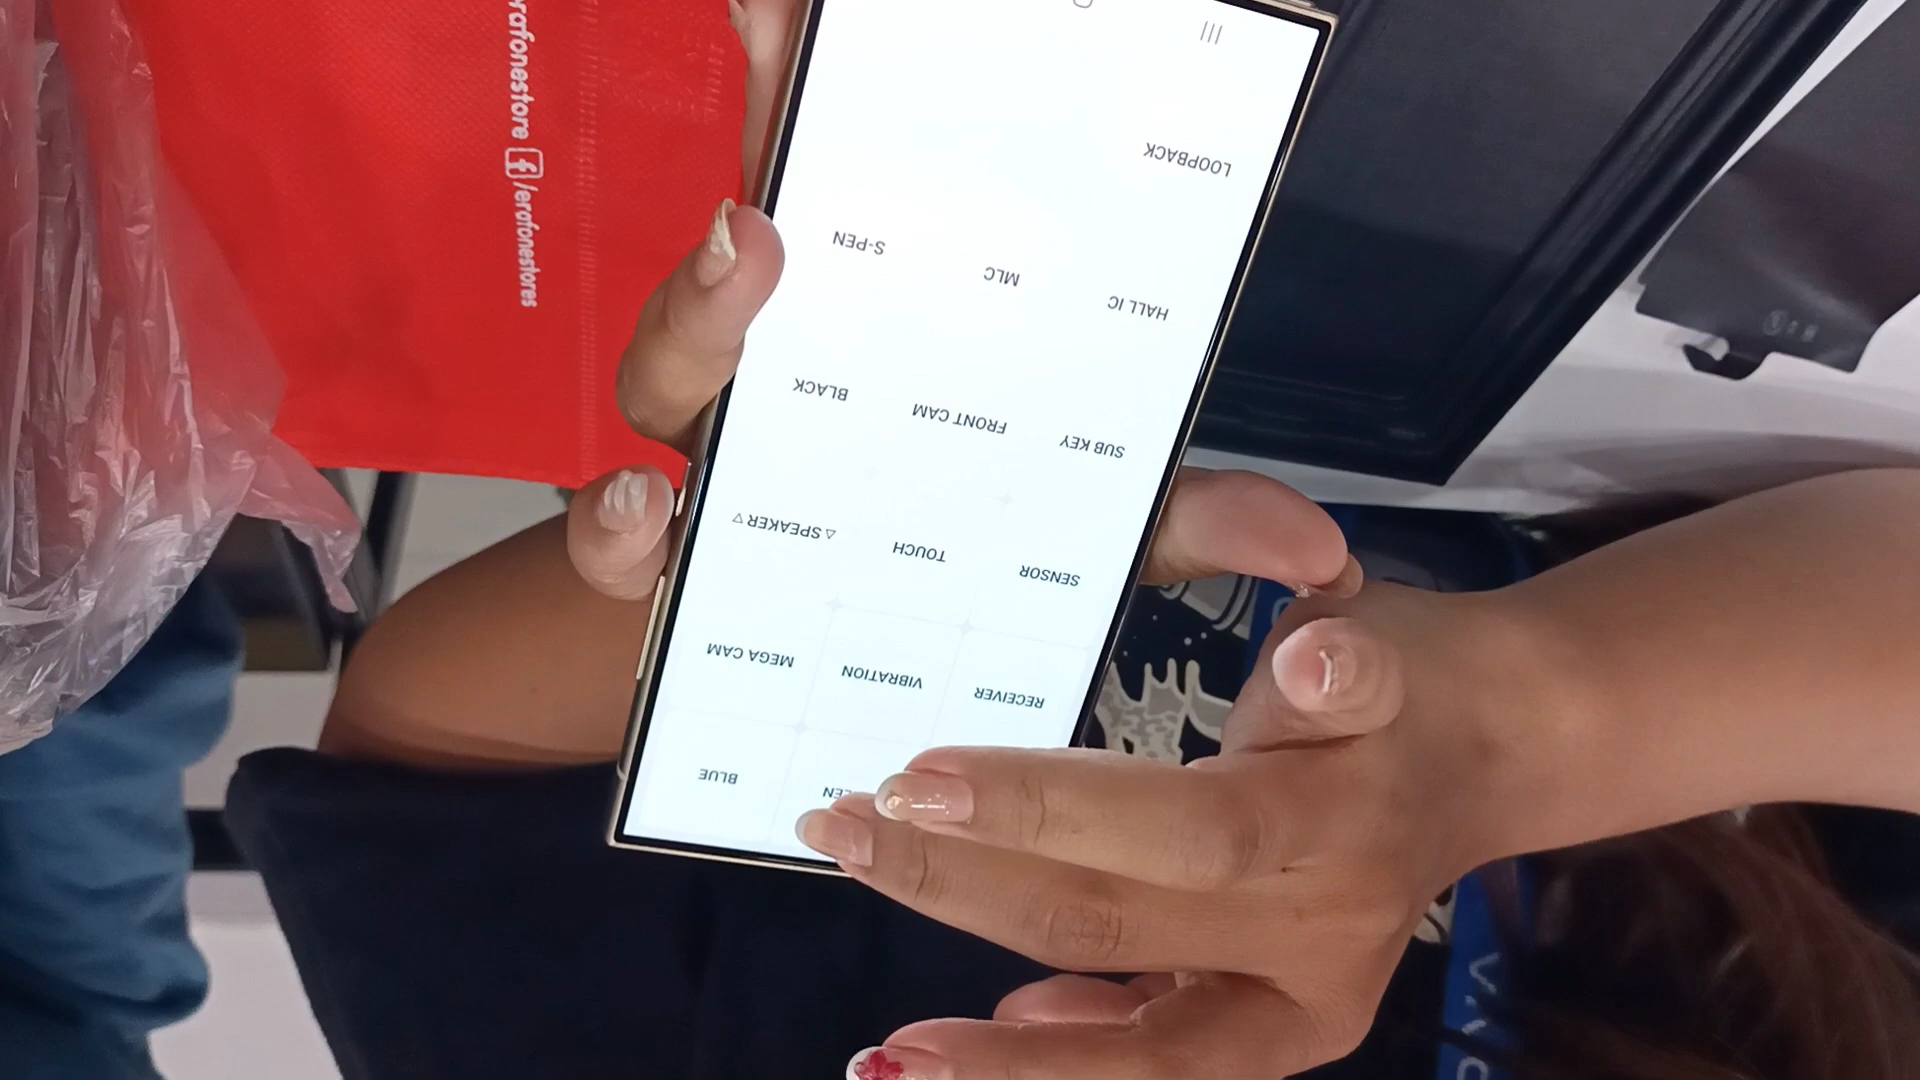 EEN
BLUE
RECEIVER
VIBRATION
MEGA CAM
SENSOR
TOUCH
▷ SPEAKER ▷
SUB KEY
FRONT CAM
BLACK
HALL IC
MLC
S-PEN
LOOPBACK
erafonestore
f/erafonestores